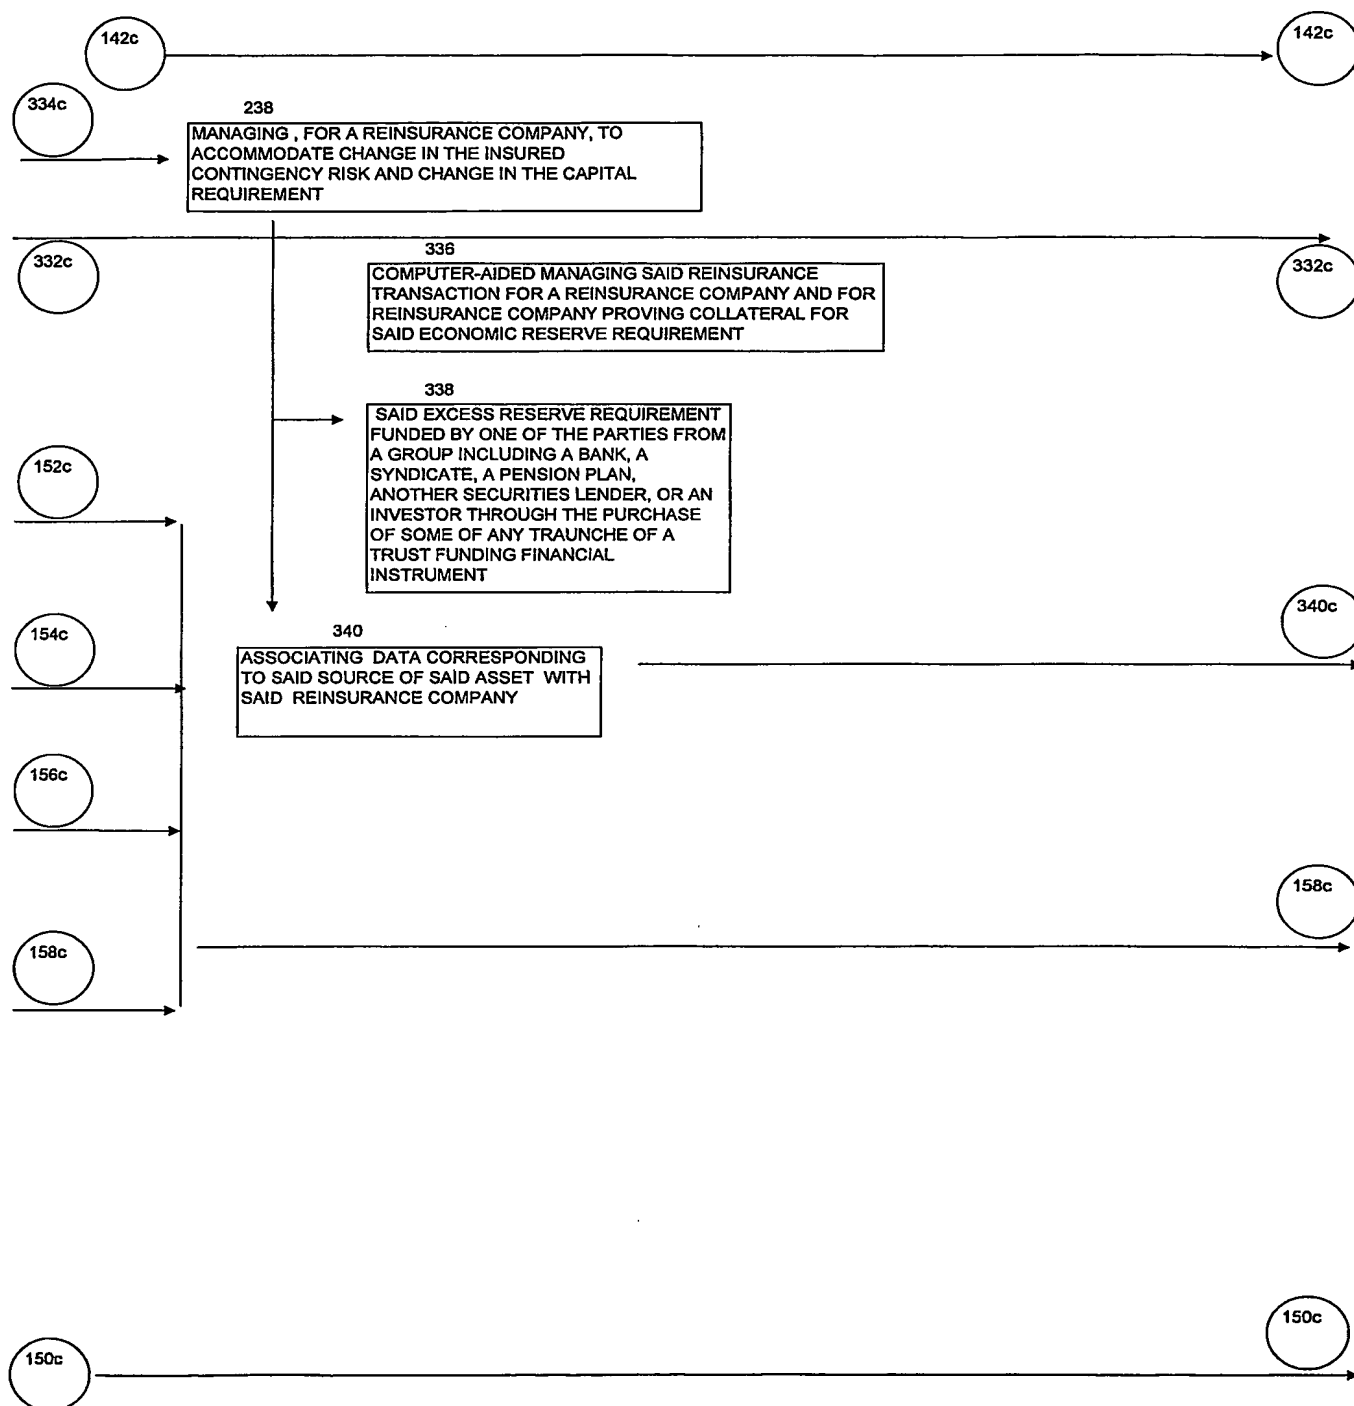 142c
142c
334c
238
MANAGING , FOR A REINSURANCE COMPANY, TO
ACCOMMODATE CHANGE IN THE INSURED
CONTINGENCY RISK AND CHANGE IN THE CAPITAL
REQUIREMENT
332c
332c
336
COMPUTER-AIDED MANAGING SAID REINSURANCE
TRANSACTION FOR A REINSURANCE COMPANY AND FOR
REINSURANCE COMPANY PROVING COLLATERAL FOR
SAID ECONOMIC RESERVE REQUIREMENT
338
SAID EXCESS RESERVE REQUIREMENT
FUNDED BY ONE OF THE PARTIES FROM
A GROUP INCLUDING A BANK, A
SYNDICATE, A PENSION PLAN,
ANOTHER SECURITIES LENDER, OR AN
INVESTOR THROUGH THE PURCHASE
OF SOME OF ANY TRAUNCHE OF A
TRUST FUNDING FINANCIAL
INSTRUMENT
152c
154c
340
ASSOCIATING DATA CORRESPONDING
TO SAID SOURCE OF SAID ASSET WITH
SAID REINSURANCE COMPANY
340c
156c
158c
158c
150c
150c